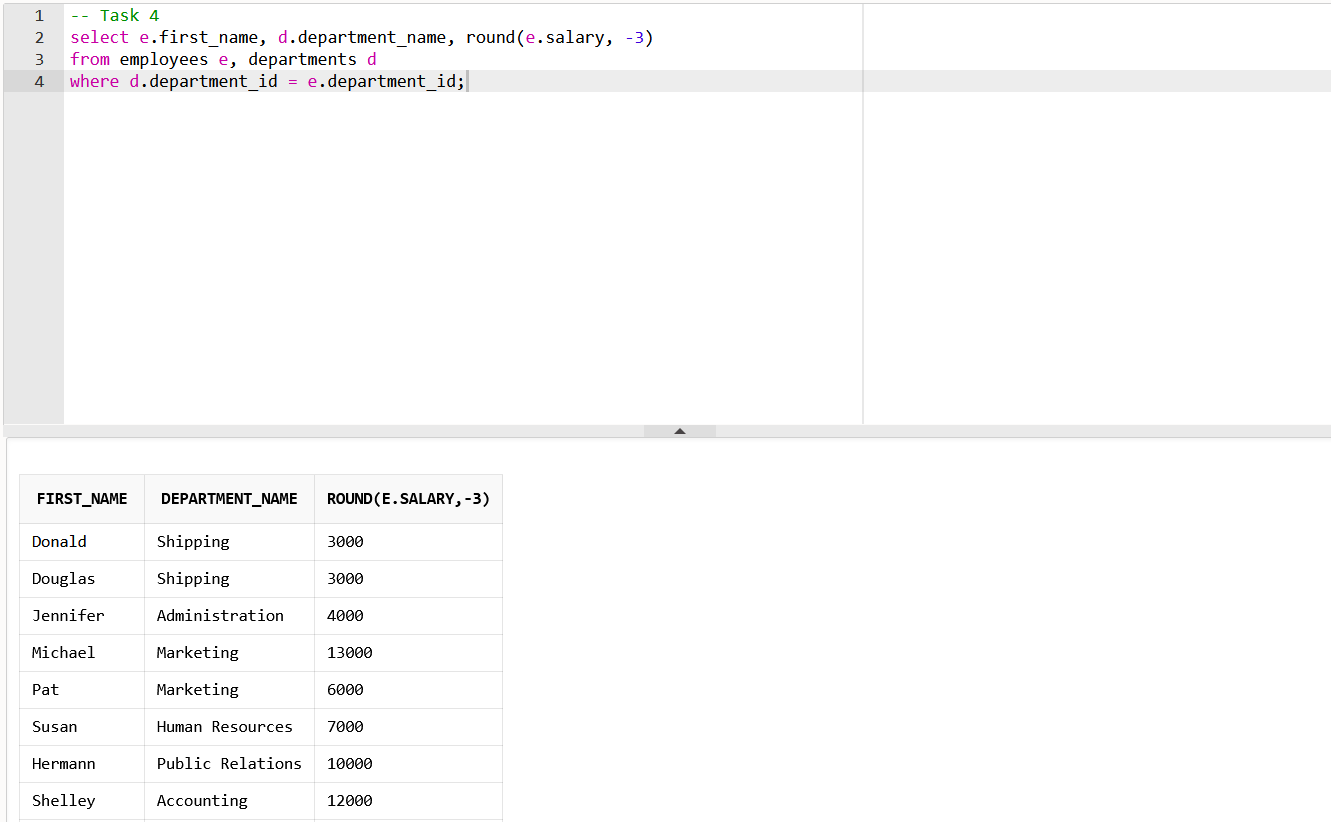 1 -- Task 4
2 select e.first_name, d.department_name, round(e.salary, -3)
3 from employees e, departments d
4 where d.department_id = e.department_id;
FIRST_NAME DEPARTMENT_NAME ROUND(E.SALARY,-3)
Donald Shipping 3000
Douglas Shipping 3000
Jennifer Administration 4000
Michael Marketing 13000
Pat Marketing 6000
Susan Human Resources 7000
Hermann Public Relations 10000
Shelley Accounting 12000